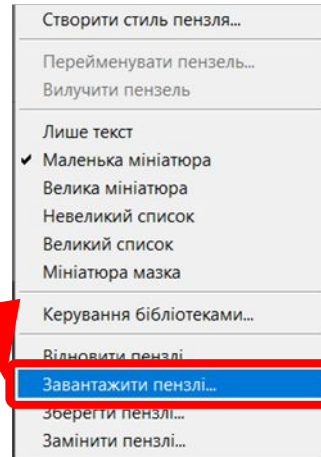 Створити стиль пензля...
Перейменувати пензель...
Вилучити пензель
Лише текст
Маленька мініатюра
Велика мініатюра
Невеликий список
Великий список
Мініатюра мазка
Керування бібліотеками...
Відновити пензлі...
Завантажити пензлі...
Зберегти пензлі...
Замінити пензлі...